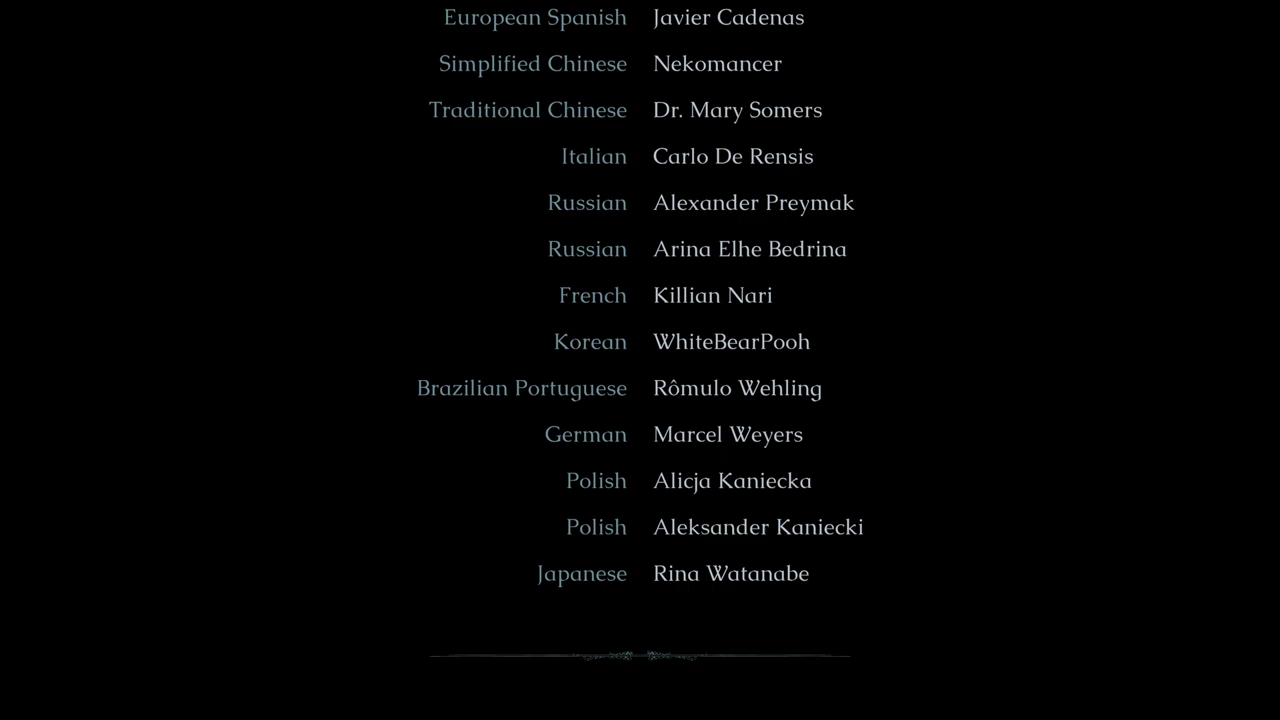 European Spanish Javier Cadenas
Simplified Chinese Nekomancer
Traditional Chinese Dr. Mary Somers
Italian Carlo De Rensis
Russian Alexander Preymak
Russian Arina Elhe Bedrina
French Killian Nari
Korean WhiteBearPooh
Brazilian Portuguese Rômulo Wehling
German Marcel Weyers
Polish Alicja Kaniecka
Polish Aleksander Kaniecki
Japanese Rina Watanabe